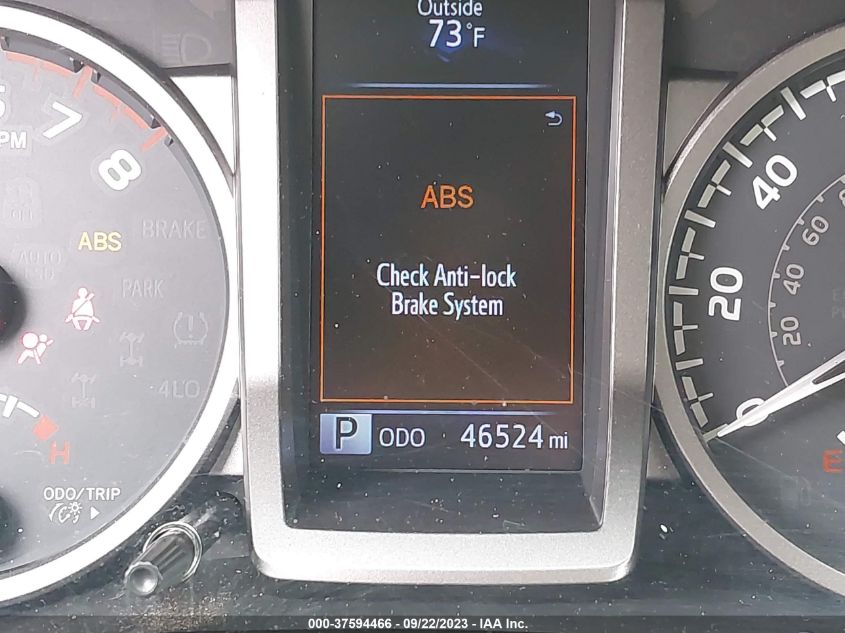 Outside
73°F
7
8
ABS
BRAKE
PARK
4LO
H
ODO/TRIP
ABS
Check Anti-lock
Brake System
P ODO 46524 mi
40
20
0
60
40
20
E
000-37594466 - 09/22/2023 - IAA Inc.